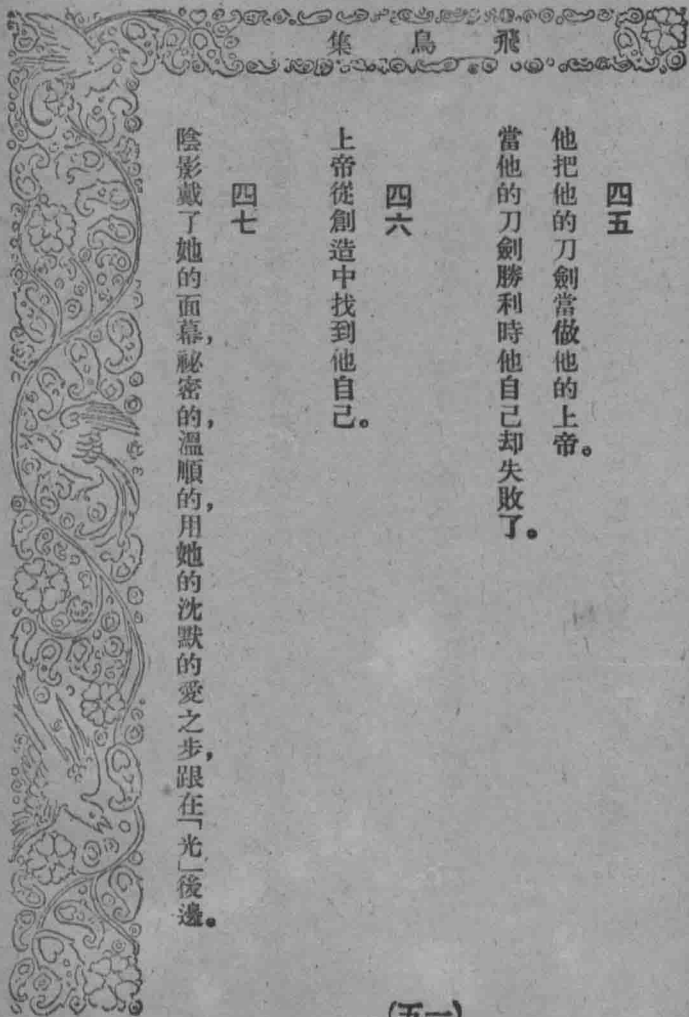 飛鳥集
四五
他把他的刀劍當做他的上帝。
當他的刀劍勝利時他自己却失敗了。
四六
上帝從創造中找到他自己。
四七
陰影戴了她的面幕，祕密的，溫順的，用她的沈默的愛之步，跟在「光」後邊。
(五一)